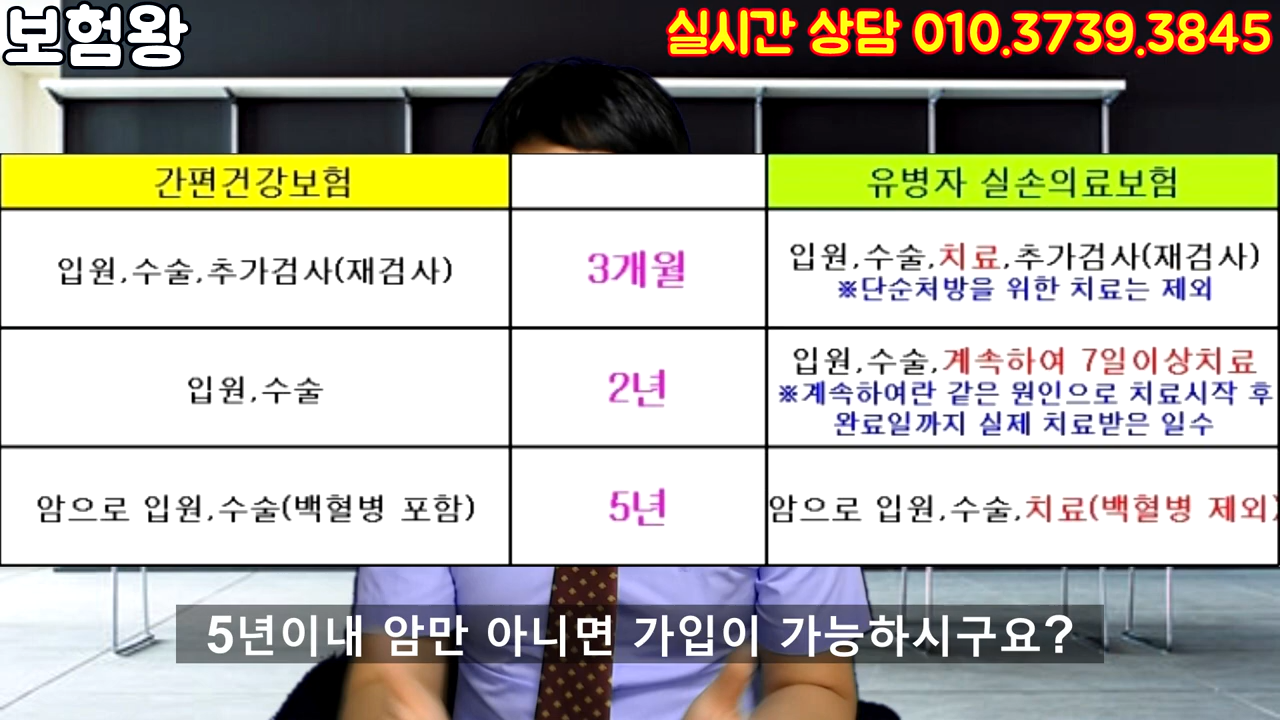 보험왕
실시간 상담 010.3739.3845
간편건강보험
유병자 실손의료보험
입원,수술,추가검사(재검사)
3개월
입원,수술,치료,추가검사(재검사)
※단순처방을 위한 치료는 제외
입원,수술
2년
입원,수술,계속하여 7일이상치료
※계속하여란 같은 원인으로 치료시작 후
완료일까지 실제 치료받은 일수
암으로 입원,수술(백혈병 포함)
5년
암으로 입원,수술,치료(백혈병 제외)
5년이내 암만 아니면 가입이 가능하시구요?